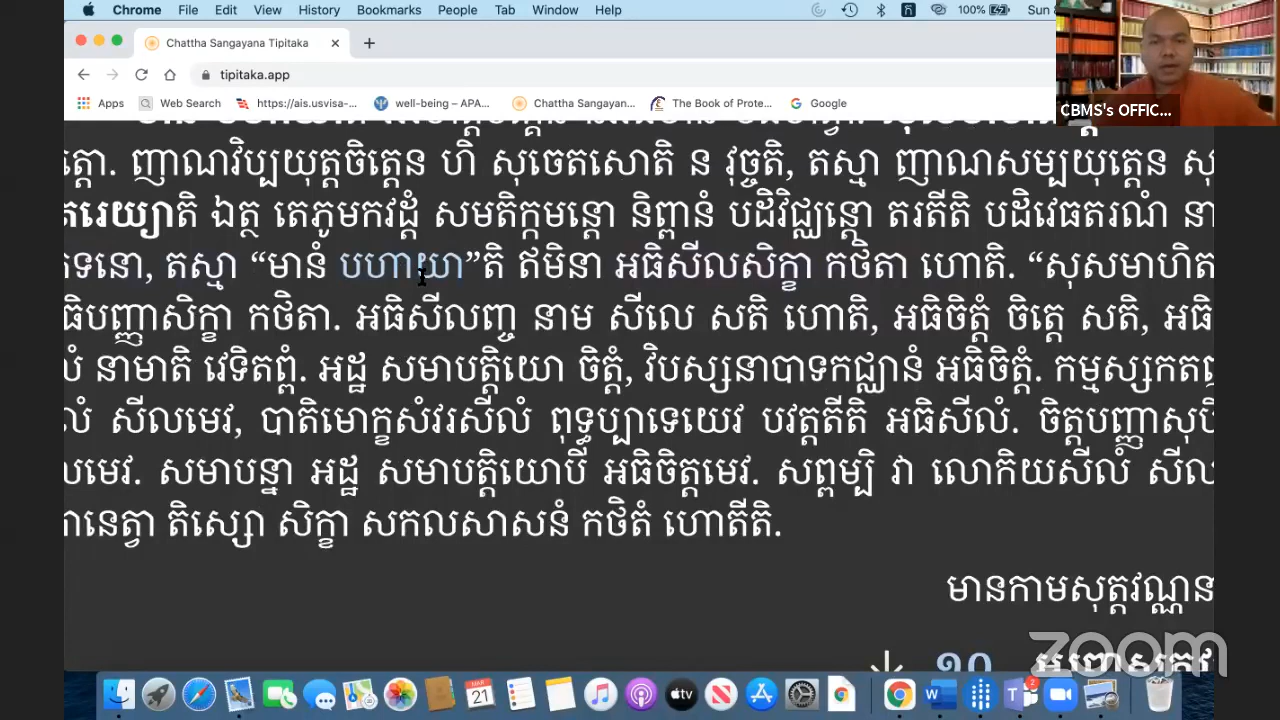 Chrome File Edit View History Bookmarks People Tab Window Help 100% Sun
Chattha Sangayana Tipitaka
tipitaka.app
Apps Web Search https://ais.usvisa-... well-being – APA... Chattha Sangayan... The Book of Prote... Google
CBMS's OFFIC...
ត្តោ. ញាណវិប្បយុត្តចិត្តេន ហិ សុចេតសោតិ ន វុច្ចតិ, តស្មា ញាណសម្បយុត្តេន សុ
តរេយ្យាតិ ឯត្ថ តេភូមកវដ្ដំ សមតិក្កមន្តោ និព្ពានំ បដិវិជ្ឈន្តោ តរតីតិ បដិវេធតរណំ នា
តទនោ, តស្មា “មានំ បហាយា”តិ ឥមិនា អធិសីលសិក្ខា កថិតា ហោតិ. “សុសមាហិត
ធិបញ្ញាសិក្ខា កថិតា. អធិសីលញ្ច នាម សីលេ សតិ ហោតិ, អធិចិត្តំ ចិត្តេ សតិ, អធិ
លំ នាមាតិ វេទិតព្ពំ. អដ្ឋ សមាបត្តិយោ ចិត្តំ, វិបស្សនាបាទកជ្ឈានំ អធិចិត្តំ. កម្មស្សកតញ
លំ សីលមេវ, បាតិមោក្ខសំវរសីលំ ពុទ្ធុប្បាទេយេវ បវត្តតីតិ អធិសីលំ. ចិត្តបញ្ញាសុបិ
លមេវ. សមាបន្នា អដ្ឋ សមាបត្តិយោបិ អធិចិត្តមេវ. សព្ពម្បិ វា លោកិយសីលំ សីល
ានេត្វា តិស្សោ សិក្ខា សកលសាសនំ កថិតំ ហោតីតិ.
មានកាមសុត្តវណ្ណន
១០
zoom
MAR 21 2